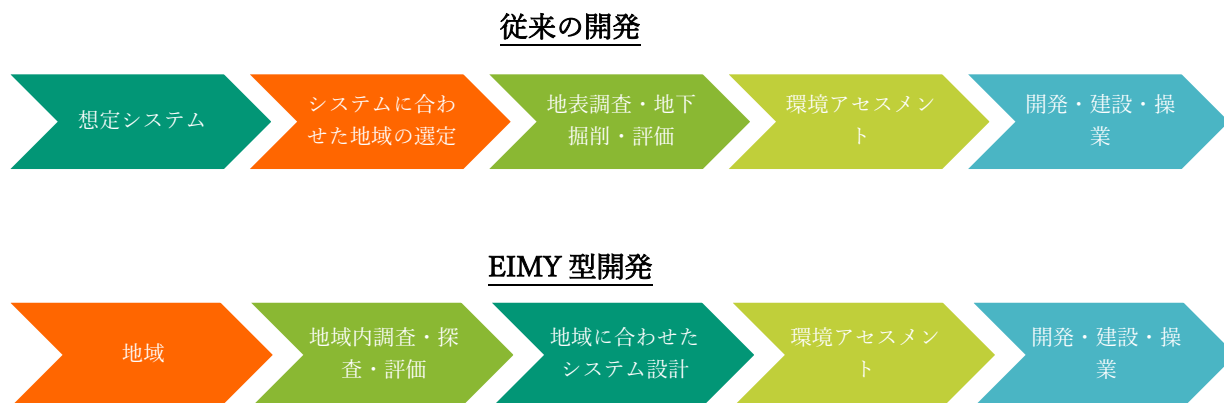 従来の開発
想定システム
システムに合わ
せた地域の選定
地表調査・地下
掘削・評価
環境アセスメン
ト
開発・建設・操
業
EIMY 型開発
地域
地域内調査・探
査・評価
地域に合わせた
システム設計
環境アセスメン
ト
開発・建設・操
業